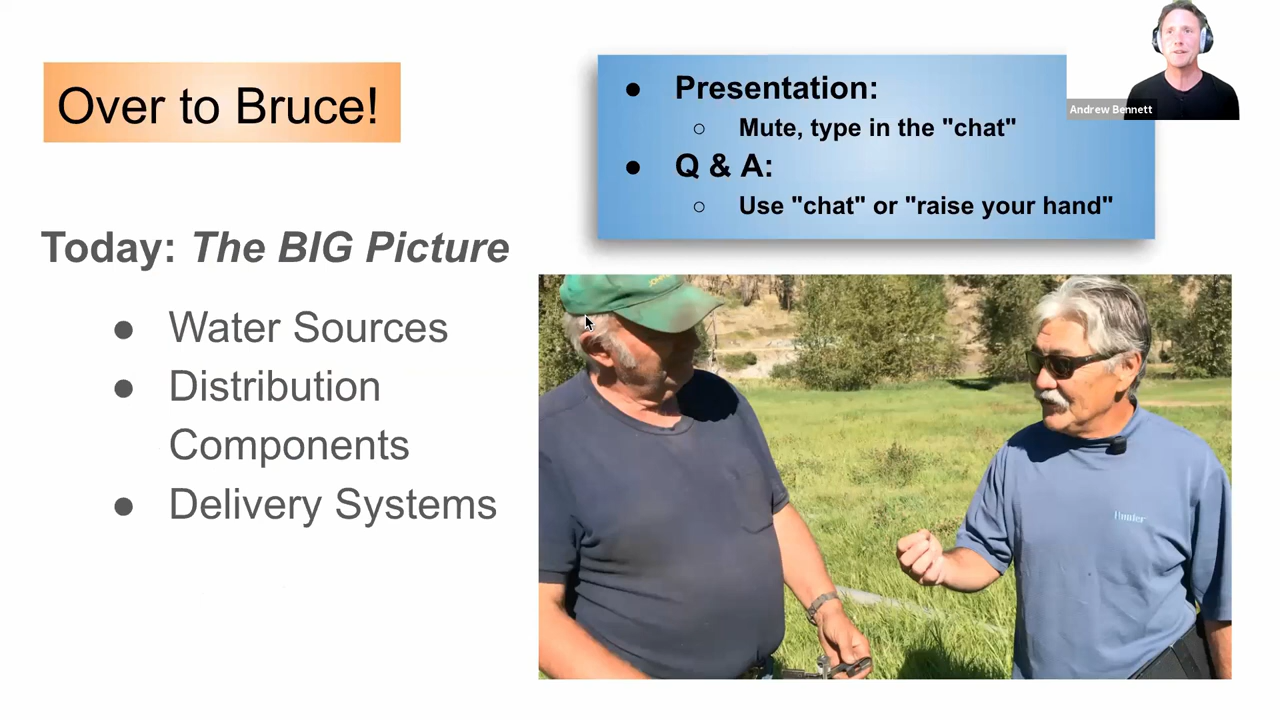 Over to Bruce!
Today: The BIG Picture
● Water Sources
● Distribution
Components
● Delivery Systems
● Presentation:
○ Mute, type in the "chat"
● Q & A:
○ Use "chat" or "raise your hand"
Andrew Bennett
Hunter